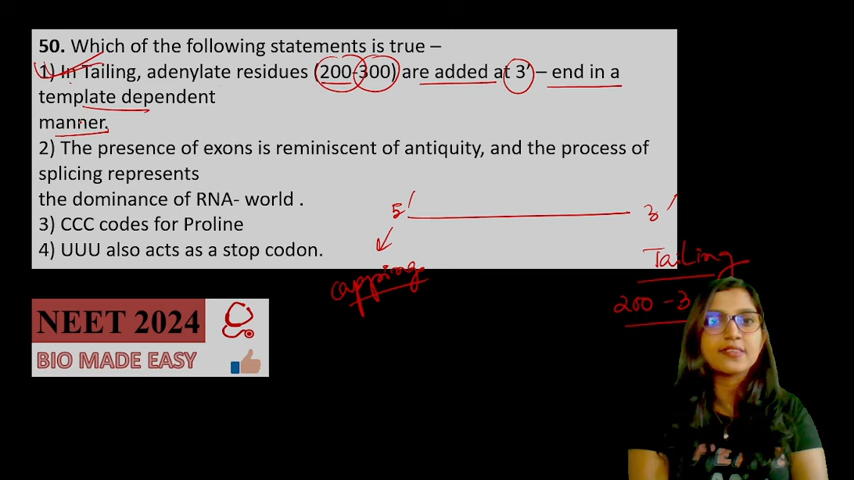 50. Which of the following statements is true –
1) In Tailing, adenylate residues (200-300) are added at 3’ – end in a
template dependent
manner.
2) The presence of exons is reminiscent of antiquity, and the process of
splicing represents
the dominance of RNA- world .
3) CCC codes for Proline
4) UUU also acts as a stop codon.
5' 3'
capping
Tailing
200 -3
NEET 2024
BIO MADE EASY